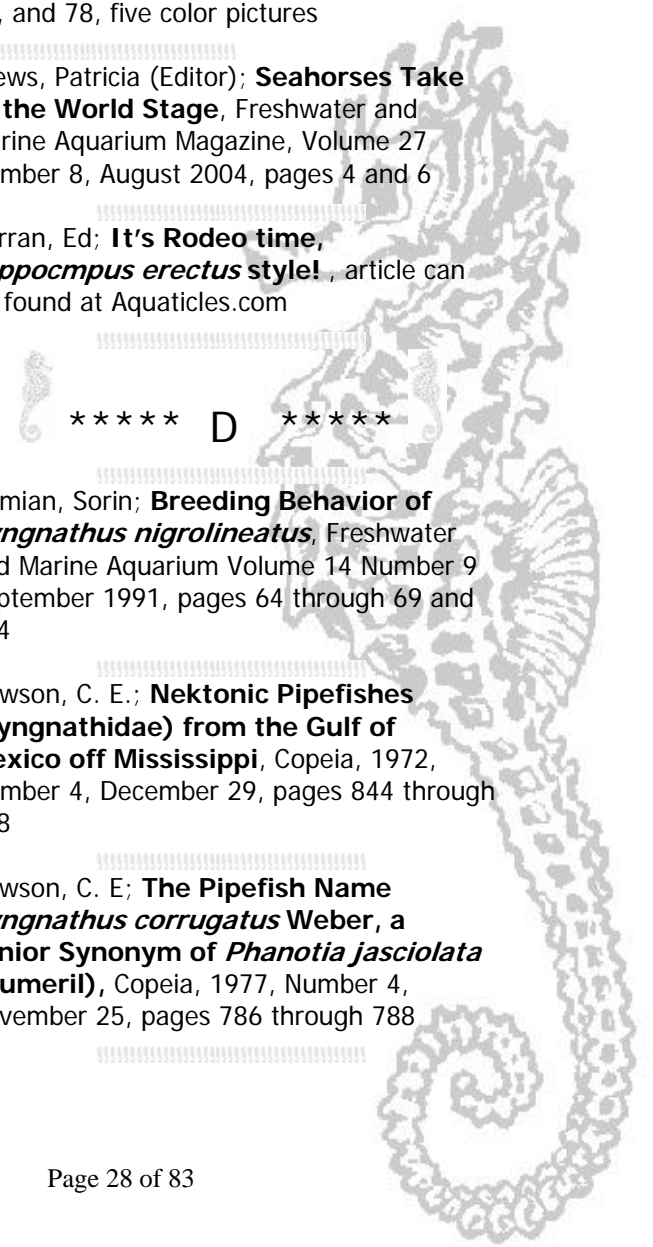 , and 78, five color pictures
ews, Patricia (Editor); Seahorses Take
the World Stage, Freshwater and
rine Aquarium Magazine, Volume 27
mber 8, August 2004, pages 4 and 6
rran, Ed; It's Rodeo time,
ppocmpus erectus style! , article can
found at Aquaticles.com
***** D *****
mian, Sorin; Breeding Behavior of
ngnathus nigrolineatus, Freshwater
d Marine Aquarium Volume 14 Number 9
ptember 1991, pages 64 through 69 and
4
wson, C. E.; Nektonic Pipefishes
yngnathidae) from the Gulf of
exico off Mississippi, Copeia, 1972,
mber 4, December 29, pages 844 through
8
wson, C. E; The Pipefish Name
yngnathus corrugatus Weber, a
nior Synonym of Phanotia jasciolata
umeril), Copeia, 1977, Number 4,
vember 25, pages 786 through 788
Page 28 of 83